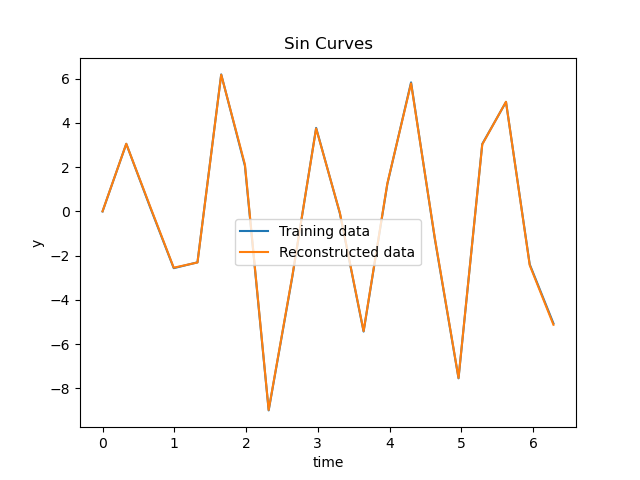 Sin Curves
y
6
4
2
0
−2
−4
−6
−8
Training data
Reconstructed data
0 1 2 3 4 5 6
time